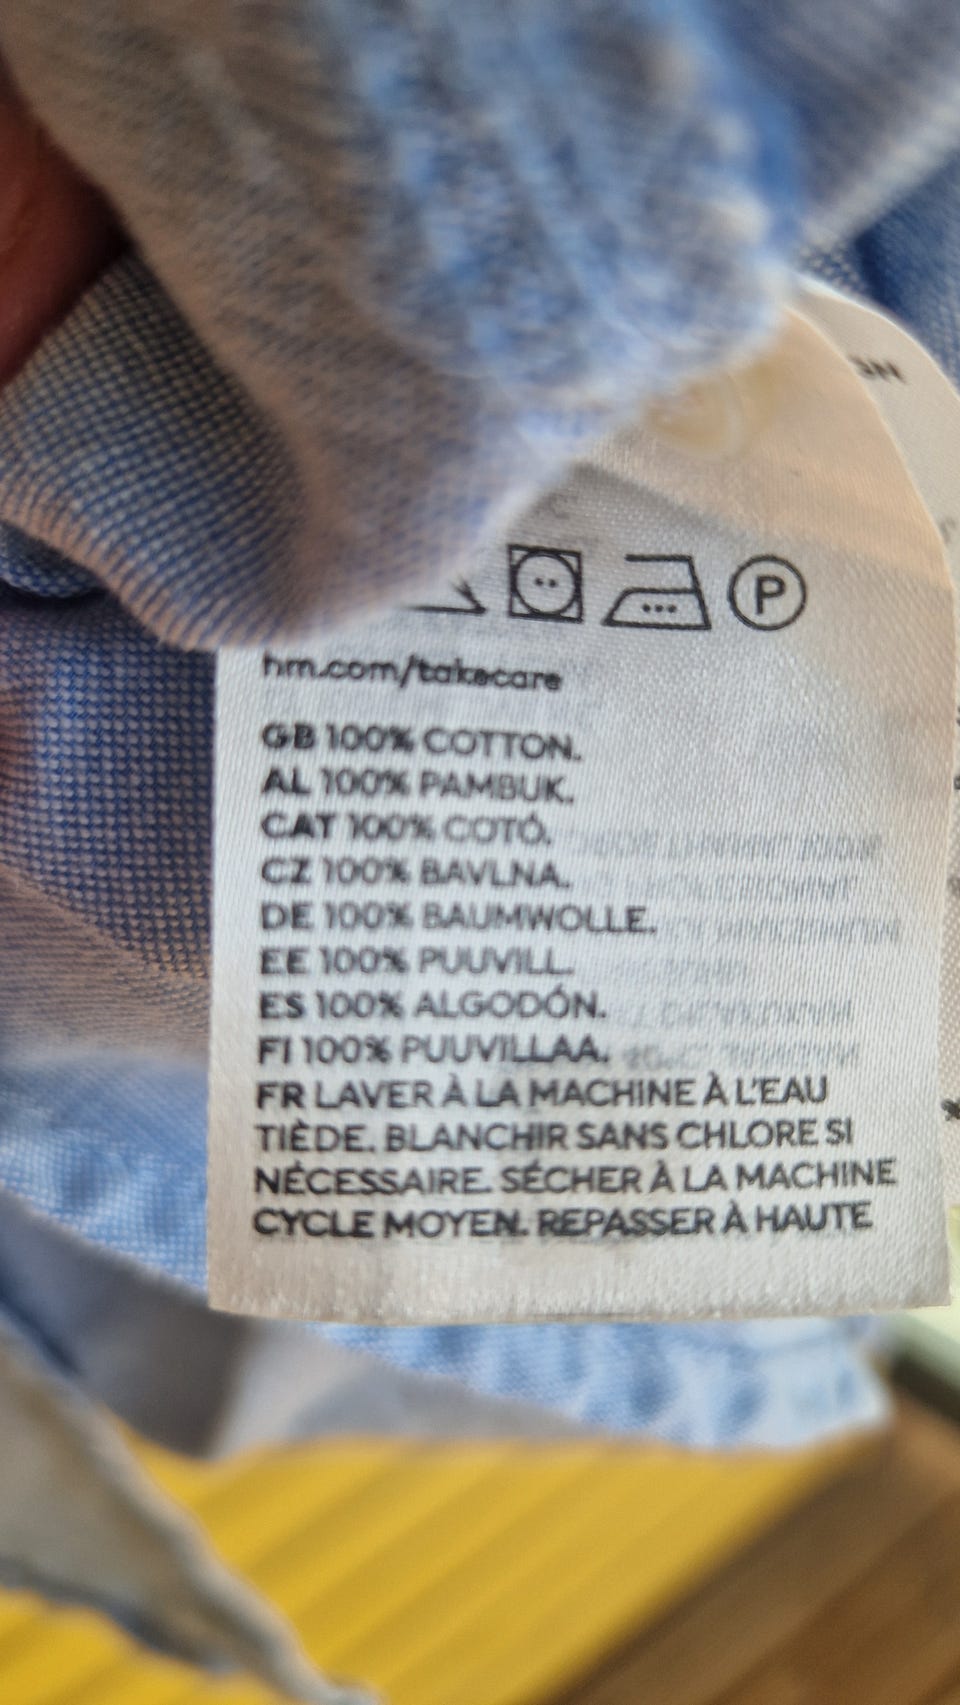 P
hm.com/takecare
GB 100% COTTON.
AL 100% PAMBUK.
CAT 100% COTÓ.
CZ 100% BAVLNA.
DE 100% BAUMWOLLE.
EE 100% PUUVILL.
ES 100% ALGODÓN.
FI 100% PUUVILLAA.
FR LAVER À LA MACHINE À L'EAU
TIÈDE. BLANCHIR SANS CHLORE SI
NÉCESSAIRE. SÉCHER À LA MACHINE
CYCLE MOYEN. REPASSER À HAUTE